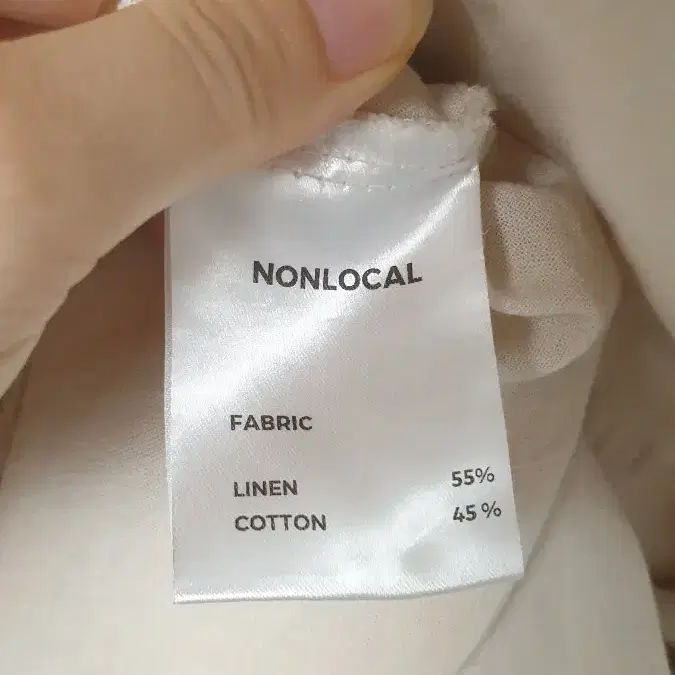 NONLOCAL
FABRIC
LINEN 55%
COTTON 45%